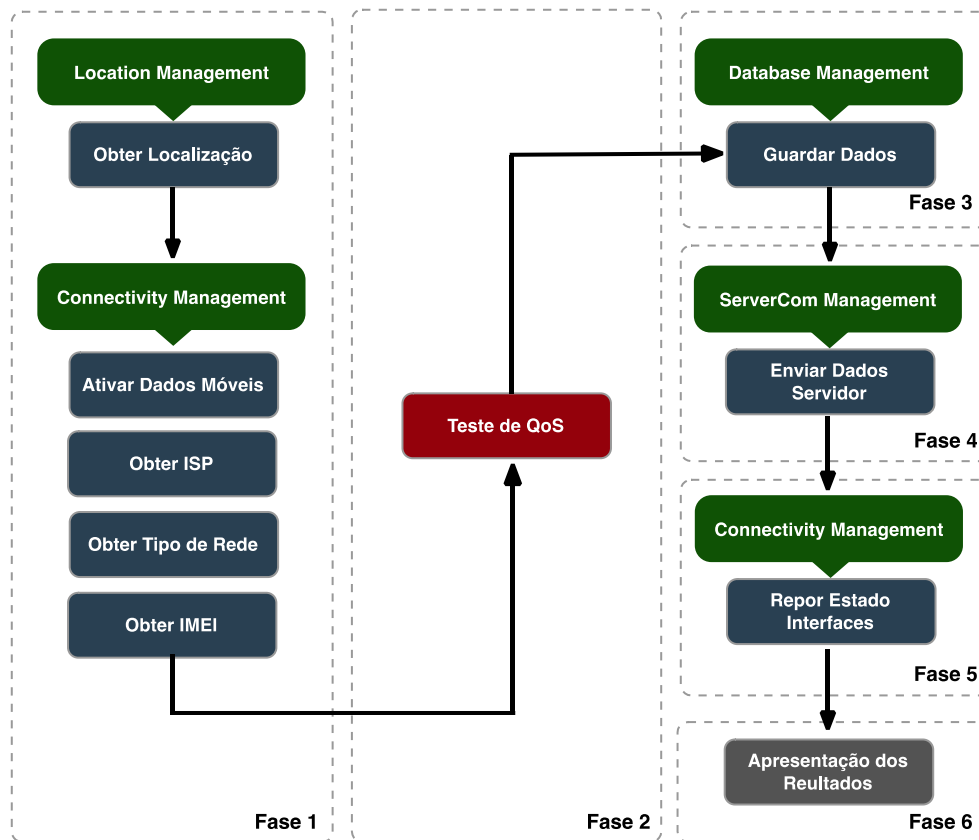 Location Management
Obter Localização
Connectivity Management
Ativar Dados Móveis
Obter ISP
Obter Tipo de Rede
Obter IMEI
Fase 1
Teste de QoS
Fase 2
Database Management
Guardar Dados
Fase 3
ServerCom Management
Enviar Dados
Servidor
Fase 4
Connectivity Management
Repor Estado
Interfaces
Fase 5
Apresentação dos
Reultados
Fase 6